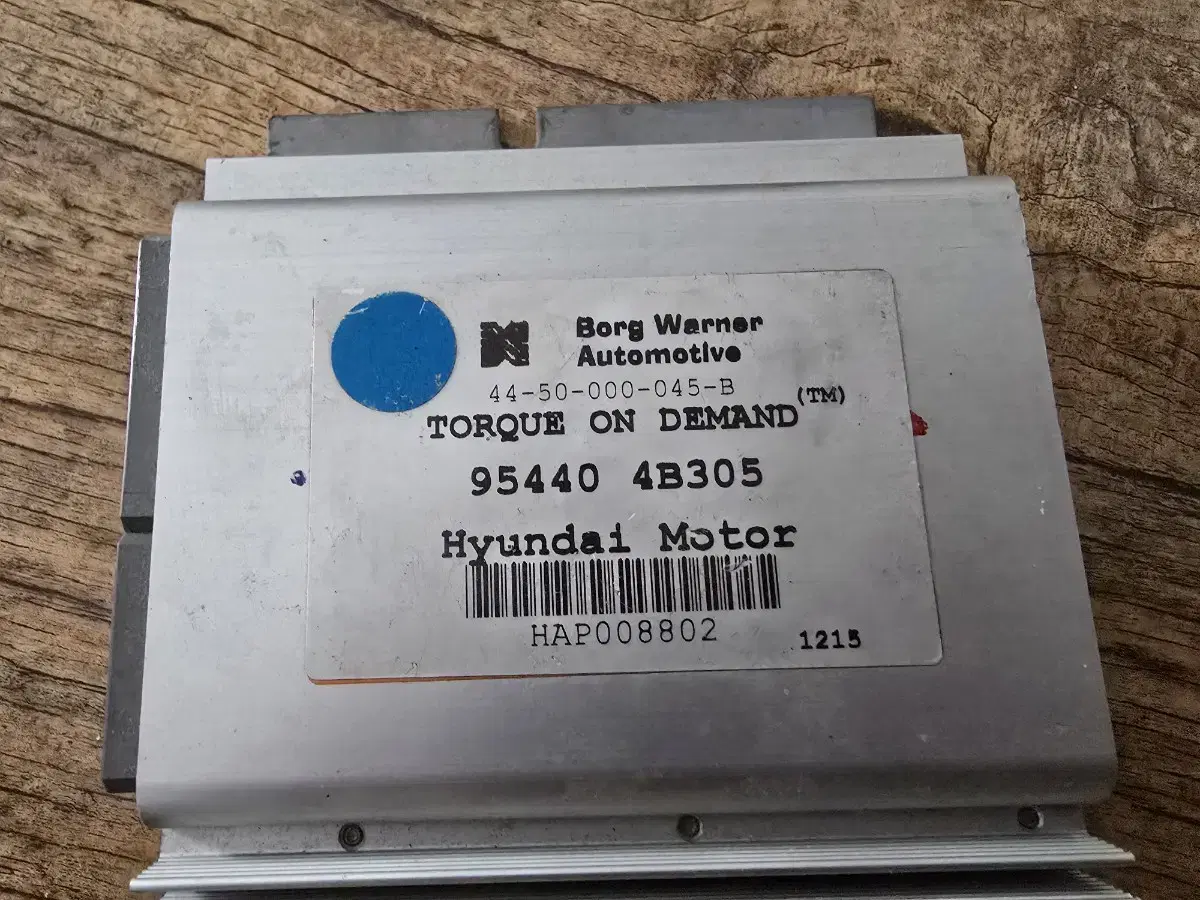 Borg Warner
Automotive
44-50-000-045-B
TORQUE ON DEMAND(TM)
95440 4B305
Hyundai Motor
HAP008802
1215